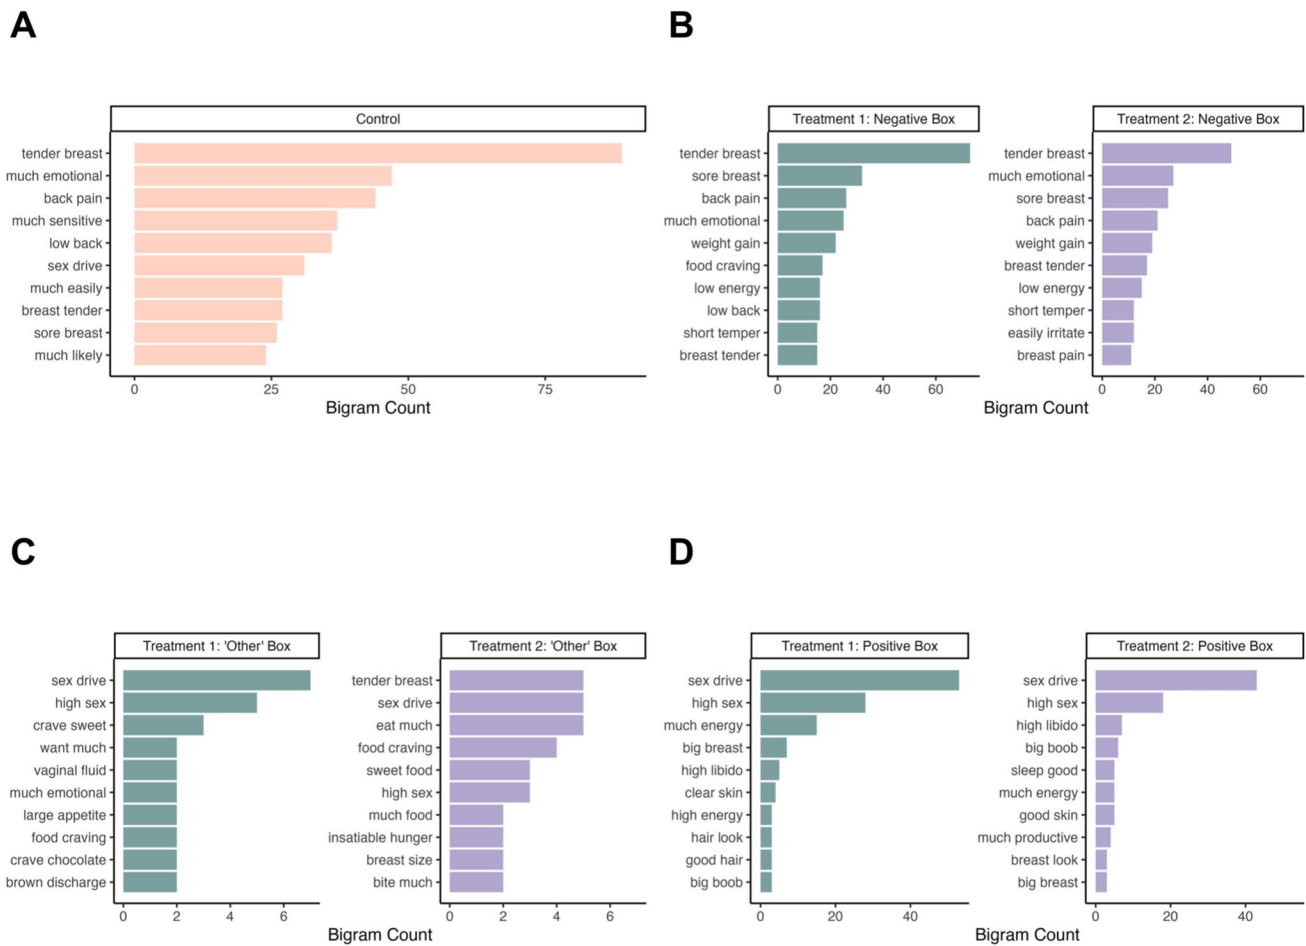 A
Control
tender breast
much emotional
back pain
much sensitive
low back
sex drive
much easily
breast tender
sore breast
much likely
0 25 50 75
Bigram Count
B
Treatment 1: Negative Box
tender breast
sore breast
back pain
much emotional
weight gain
food craving
low energy
low back
short temper
breast tender
0 20 40 60
Treatment 2: Negative Box
tender breast
much emotional
sore breast
back pain
weight gain
breast tender
low energy
short temper
easily irritate
breast pain
0 20 40 60
Bigram Count
C
Treatment 1: 'Other' Box
sex drive
high sex
crave sweet
want much
vaginal fluid
much emotional
large appetite
food craving
crave chocolate
brown discharge
0 2 4 6
Treatment 2: 'Other' Box
tender breast
sex drive
eat much
food craving
sweet food
high sex
much food
insatiable hunger
breast size
bite much
0 2 4 6
Bigram Count
D
Treatment 1: Positive Box
sex drive
high sex
much energy
big breast
high libido
clear skin
high energy
hair look
good hair
big boob
0 20 40
Treatment 2: Positive Box
sex drive
high sex
high libido
big boob
sleep good
much energy
good skin
much productive
breast look
big breast
0 20 40
Bigram Count